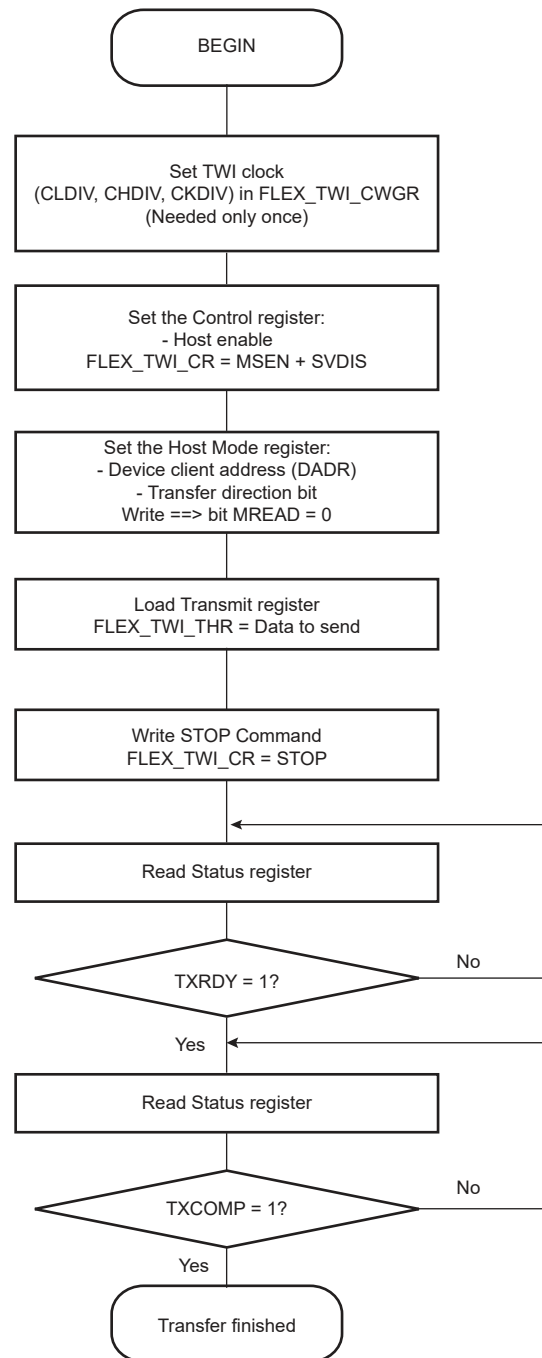 BEGIN
Set TWI clock
(CLDIV, CHDIV, CKDIV) in FLEX_TWI_CWGR
(Needed only once)
Set the Control register:
- Host enable
FLEX_TWI_CR = MSEN + SVDIS
Set the Host Mode register:
- Device client address (DADR)
- Transfer direction bit
Write ==> bit MREAD = 0
Load Transmit register
FLEX_TWI_THR = Data to send
Write STOP Command
FLEX_TWI_CR = STOP
Read Status register
TXRDY = 1?
No
Yes
Read Status register
TXCOMP = 1?
No
Yes
Transfer finished